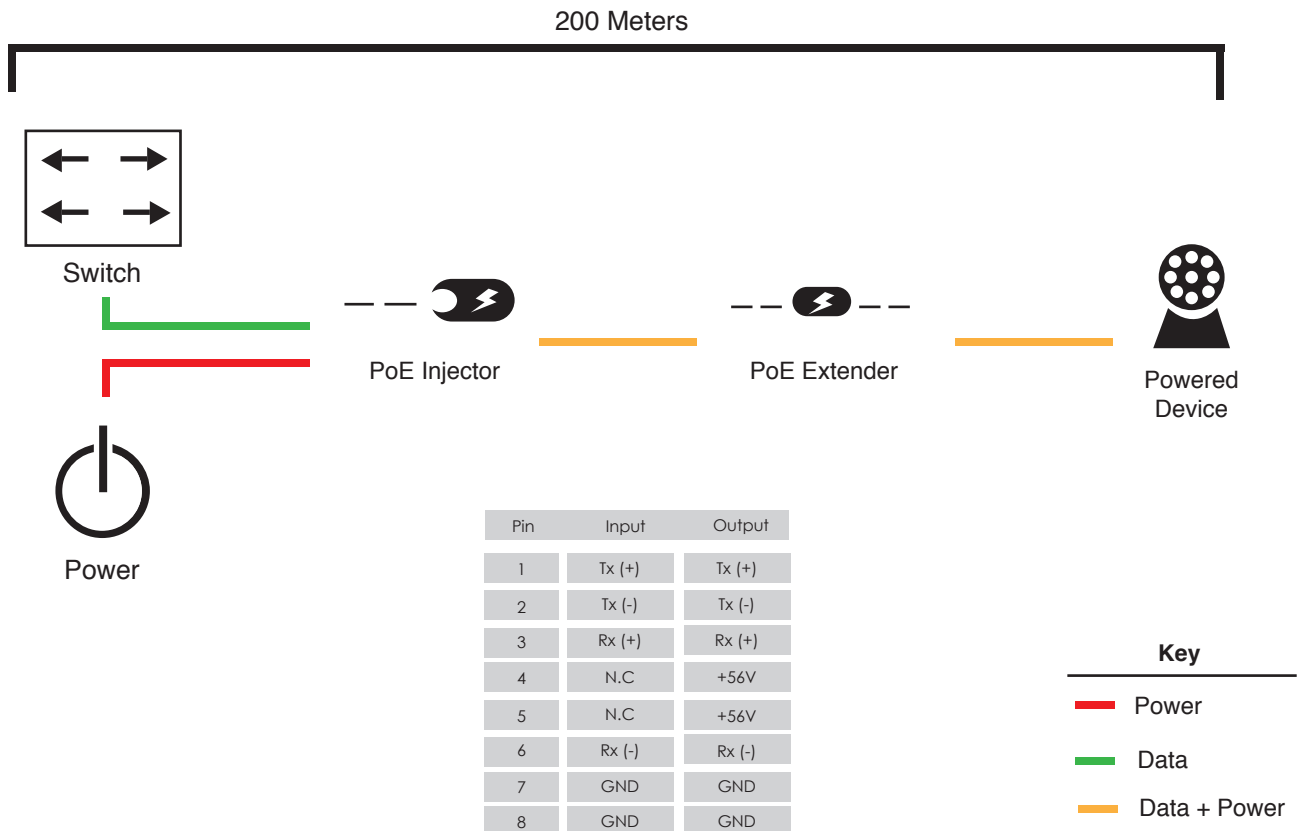 200 Meters
Switch
PoE Injector
PoE Extender
Powered
Device
Power
Pin Input Output
1 Tx (+) Tx (+)
2 Tx (-) Tx (-)
3 Rx (+) Rx (+)
4 N.C +56V
5 N.C +56V
6 Rx (-) Rx (-)
7 GND GND
8 GND GND
Key
Power
Data
Data + Power